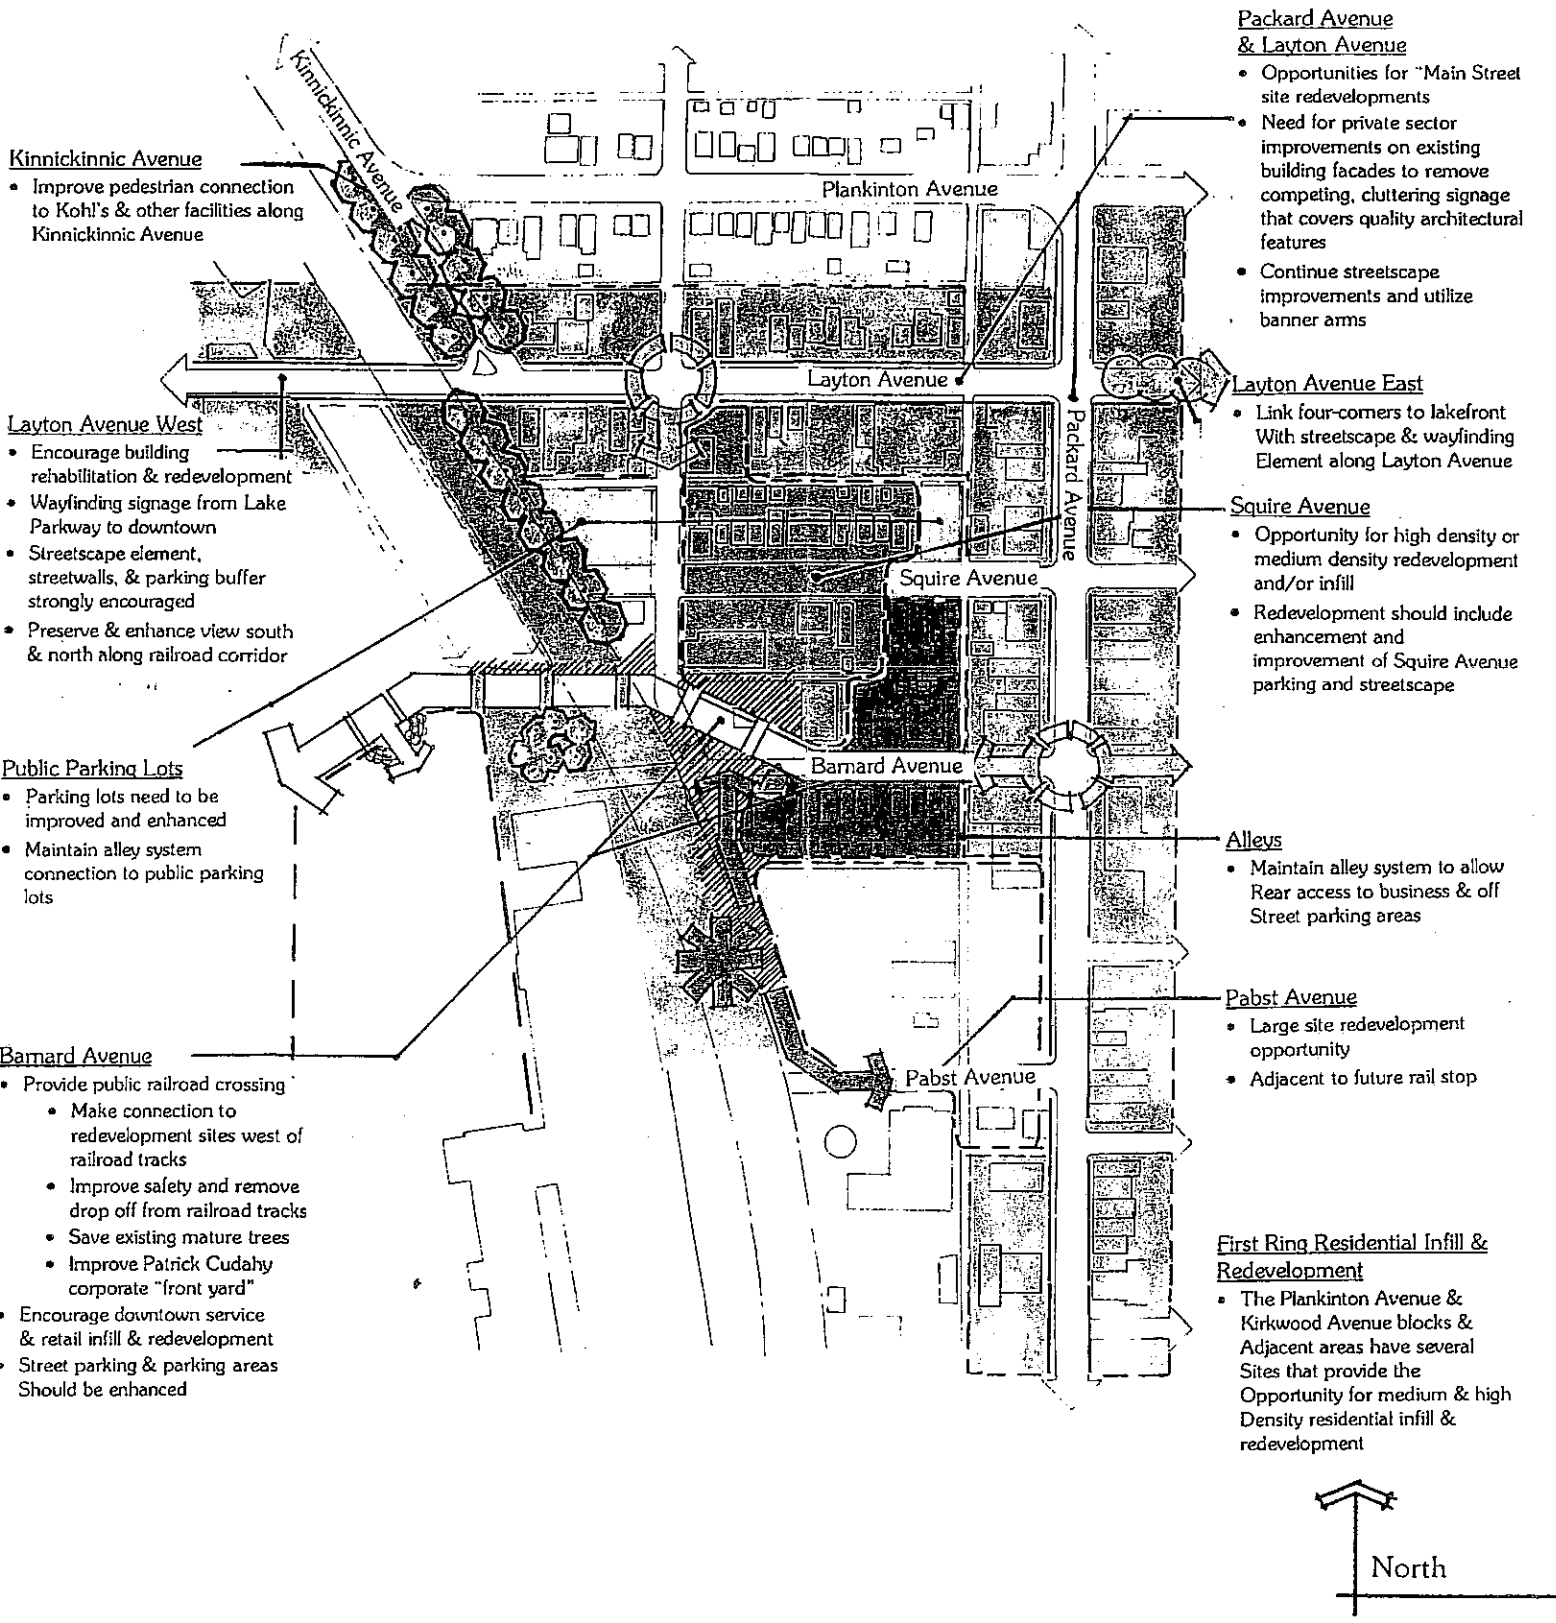 Kinnickinnic Avenue
Plankinton Avenue
Layton Avenue
Packard Avenue
Squire Avenue
Barnard Avenue
Pabst Avenue
Kinnickinnic Avenue
• Improve pedestrian connection
to Kohl's & other facilities along
Kinnickinnic Avenue
Layton Avenue West
• Encourage building
rehabilitation & redevelopment
• Wayfinding signage from Lake
Parkway to downtown
• Streetscape element,
streetwalls, & parking buffer
strongly encouraged
• Preserve & enhance view south
& north along railroad corridor
Public Parking Lots
• Parking lots need to be
improved and enhanced
• Maintain alley system
connection to public parking
lots
Barnard Avenue
• Provide public railroad crossing
• Make connection to
redevelopment sites west of
railroad tracks
• Improve safety and remove
drop off from railroad tracks
• Save existing mature trees
• Improve Patrick Cudahy
corporate "front yard"
• Encourage downtown service
& retail infill & redevelopment
• Street parking & parking areas
Should be enhanced
Packard Avenue
& Layton Avenue
• Opportunities for "Main Street
site redevelopments
• Need for private sector
improvements on existing
building facades to remove
competing, cluttering signage
that covers quality architectural
features
• Continue streetscape
improvements and utilize
banner arms
Layton Avenue East
• Link four-corners to lakefront
With streetscape & wayfinding
Element along Layton Avenue
Squire Avenue
• Opportunity for high density or
medium density redevelopment
and/or infill
• Redevelopment should include
enhancement and
improvement of Squire Avenue
parking and streetscape
Alleys
• Maintain alley system to allow
Rear access to business & off
Street parking areas
Pabst Avenue
• Large site redevelopment
opportunity
• Adjacent to future rail stop
First Ring Residential Infill &
Redevelopment
• The Plankinton Avenue &
Kirkwood Avenue blocks &
Adjacent areas have several
Sites that provide the
Opportunity for medium & high
Density residential infill &
redevelopment
North